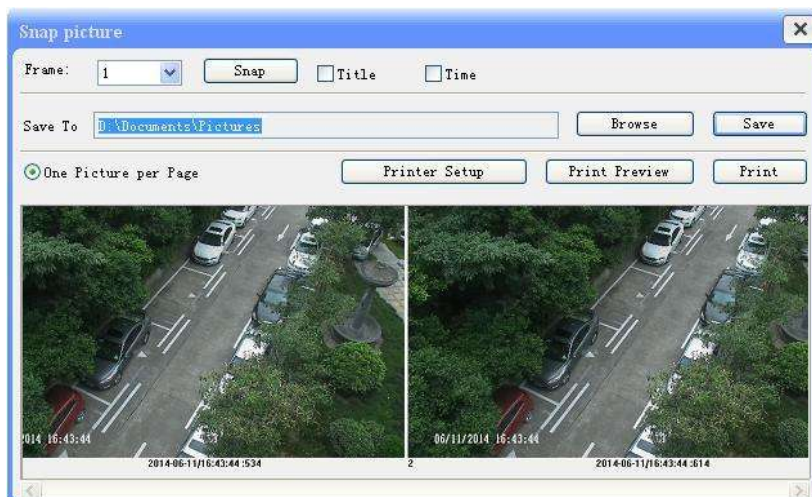 Snap picture
Frame: 1 Snap Title Time
Save To D:\Documents\Pictures Browse Save
One Picture per Page Printer Setup Print Preview Print
2014 16:43:44
06/11/2014 16:43:44
2014-06-11/16:43:44:534
2
2014-06-11/16:43:44:614